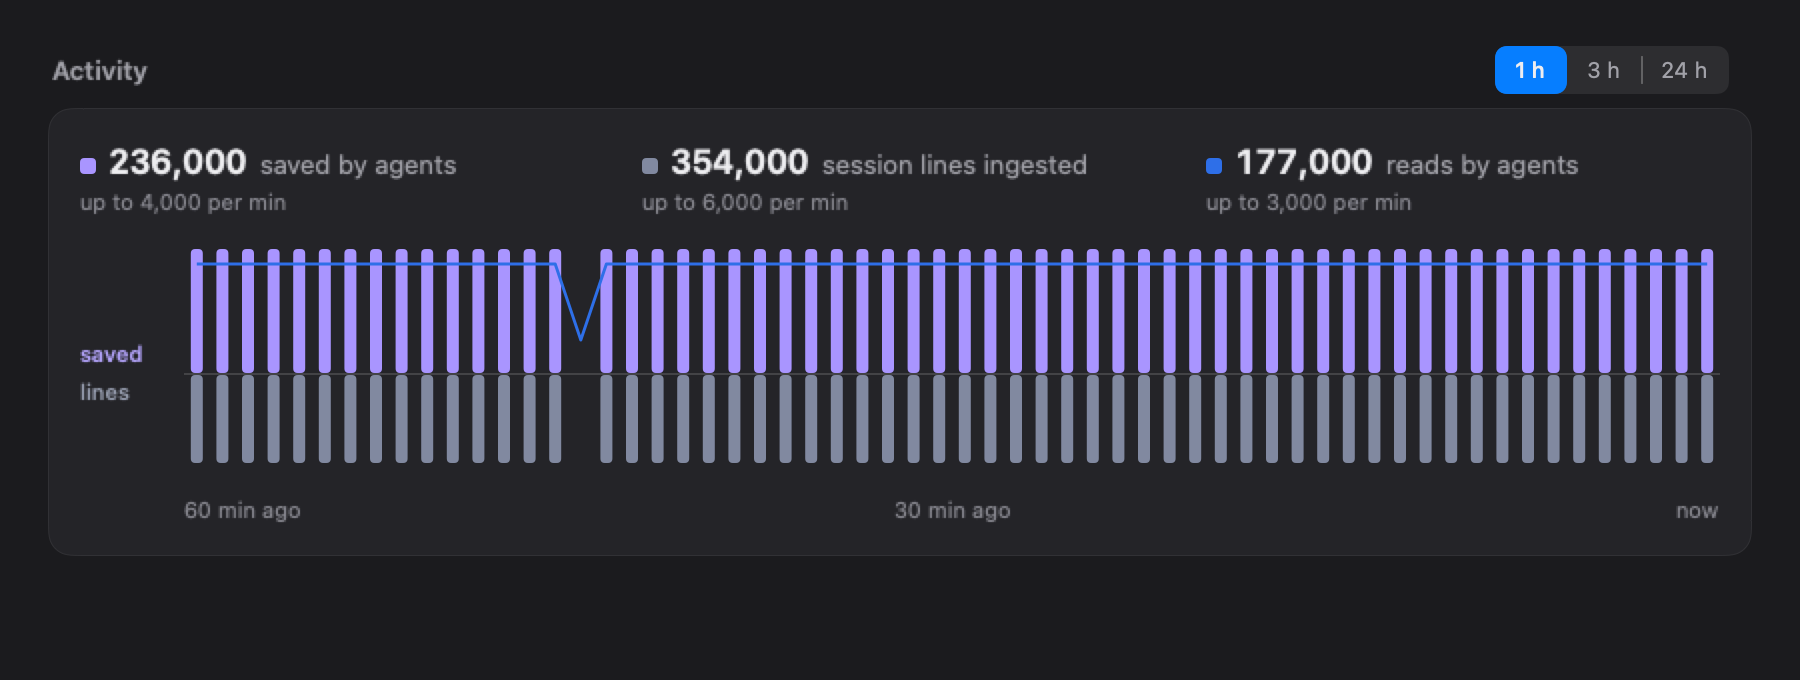 Activity
1 h 3 h 24 h
236,000 saved by agents
up to 4,000 per min
354,000 session lines ingested
up to 6,000 per min
177,000 reads by agents
up to 3,000 per min
saved
lines
60 min ago 30 min ago now